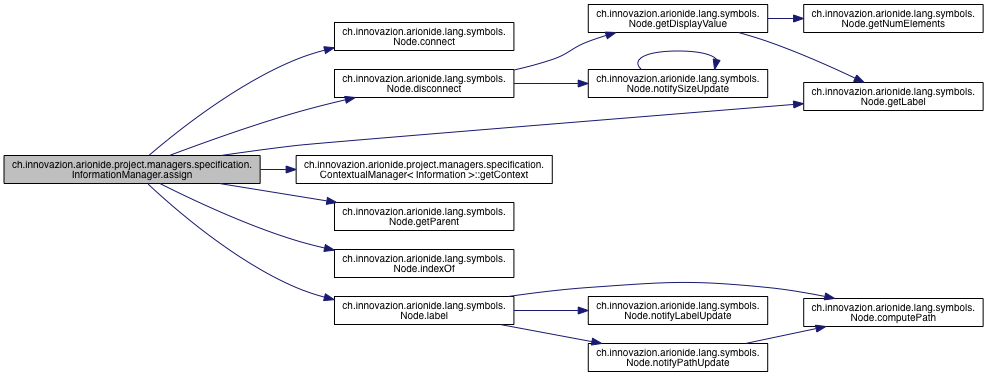 ch.innovazion.arionide.lang.symbols.
Node.getDisplayValue
ch.innovazion.arionide.lang.symbols.
Node.getNumElements
ch.innovazion.arionide.lang.symbols.
Node.connect
ch.innovazion.arionide.lang.symbols.
Node.disconnect
ch.innovazion.arionide.lang.symbols.
Node.notifySizeUpdate
ch.innovazion.arionide.lang.symbols.
Node.getLabel
ch.innovazion.arionide.project.managers.specification.
InformationManager.assign
ch.innovazion.arionide.project.managers.specification.
ContextualManager< Information >::getContext
ch.innovazion.arionide.lang.symbols.
Node.getParent
ch.innovazion.arionide.lang.symbols.
Node.indexOf
ch.innovazion.arionide.lang.symbols.
Node.label
ch.innovazion.arionide.lang.symbols.
Node.notifyLabelUpdate
ch.innovazion.arionide.lang.symbols.
Node.computePath
ch.innovazion.arionide.lang.symbols.
Node.notifyPathUpdate